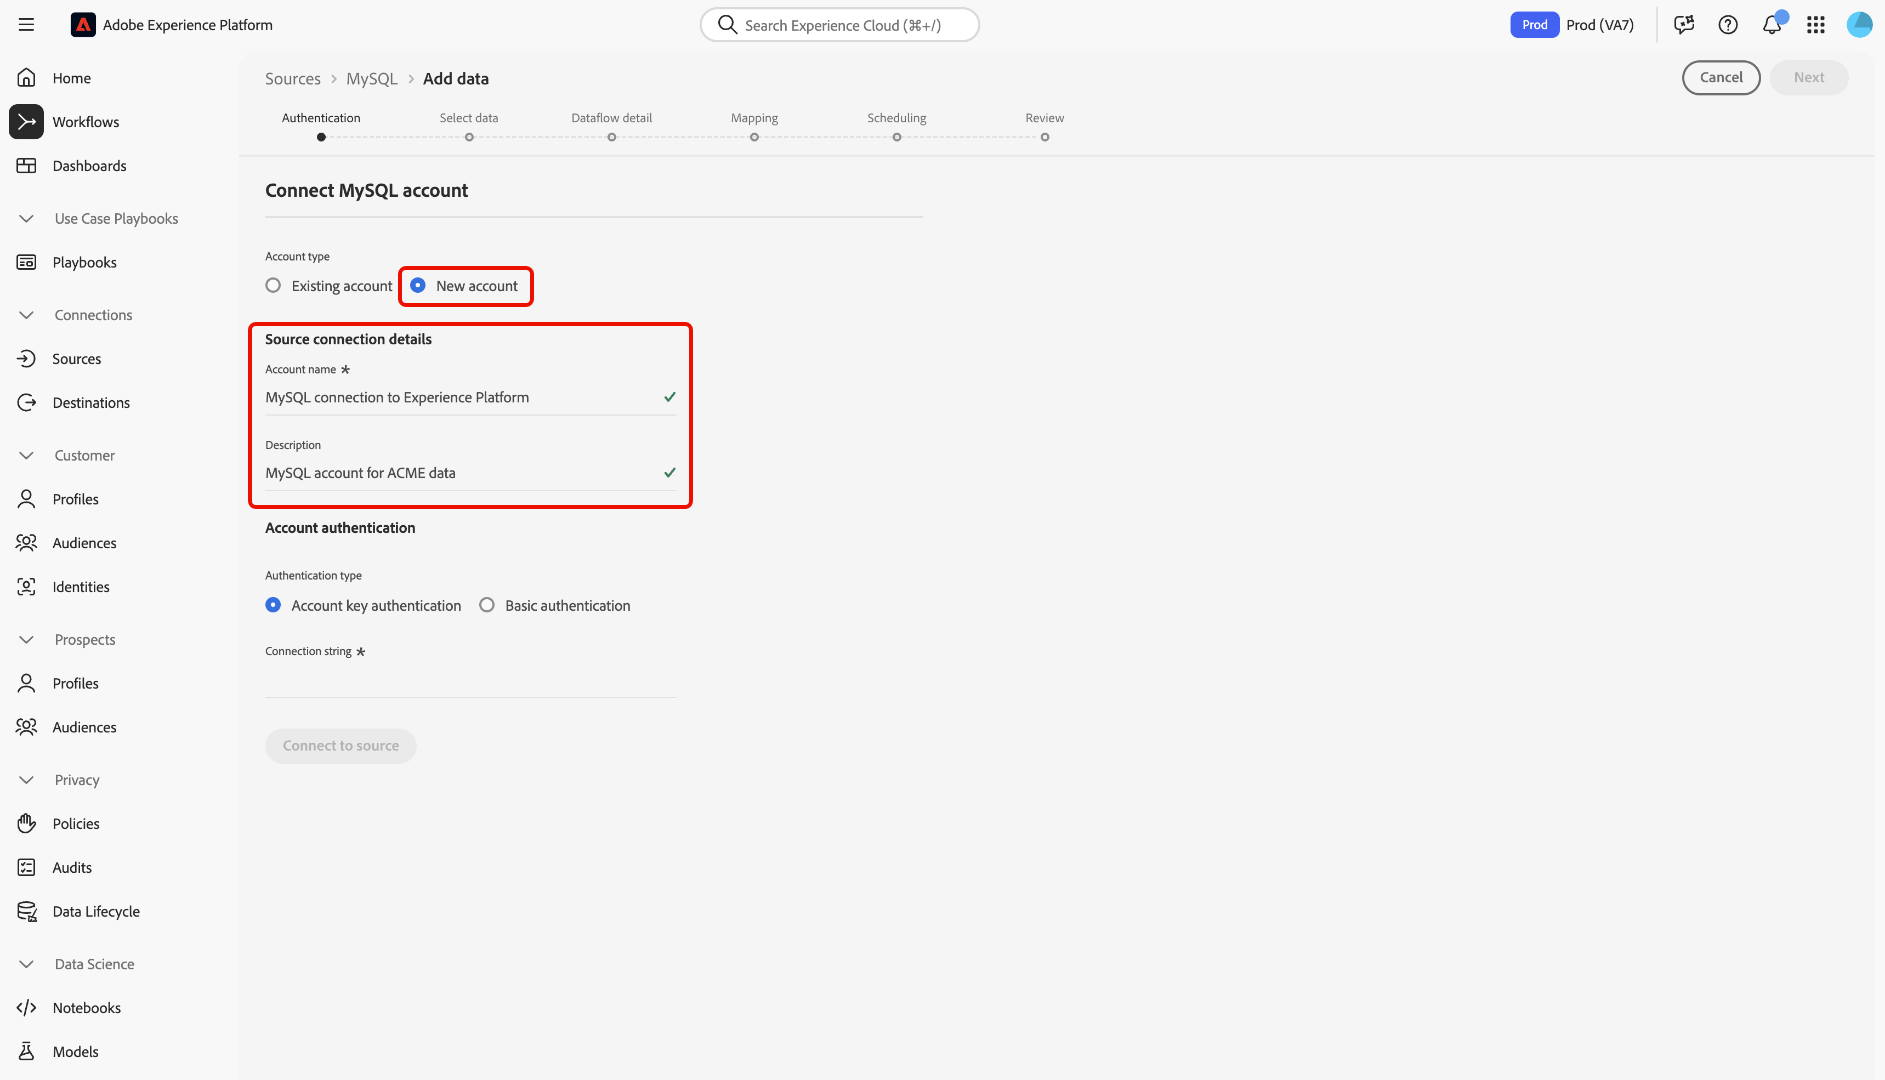 Adobe Experience Platform
Search Experience Cloud (⌘+/)
Prod
Prod (VA7)
Home
Workflows
Dashboards
Use Case Playbooks
Playbooks
Connections
Sources
Destinations
Customer
Profiles
Audiences
Identities
Prospects
Profiles
Audiences
Privacy
Policies
Audits
Data Lifecycle
Data Science
Notebooks
Models
Sources > MySQL > Add data
Cancel
Next
Authentication
Select data
Dataflow detail
Mapping
Scheduling
Review
Connect MySQL account
Account type
Existing account
New account
Source connection details
Account name *
MySQL connection to Experience Platform
Description
MySQL account for ACME data
Account authentication
Authentication type
Account key authentication
Basic authentication
Connection string *
Connect to source